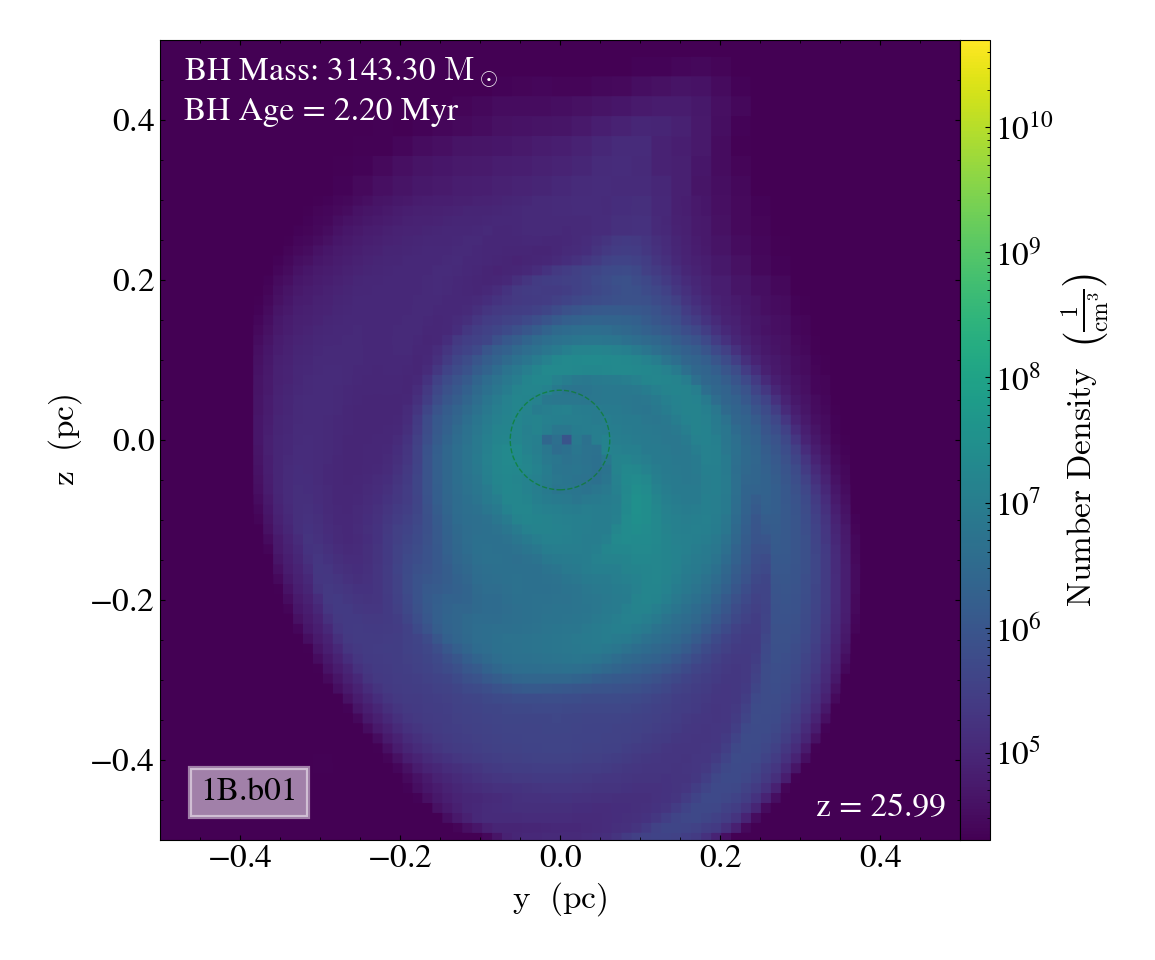 BH Mass: 3143.30 M⊙
BH Age = 2.20 Myr
0.4
0.2
0.0
−0.2
−0.4
z (pc)
1B.b01
z = 25.99
−0.4 −0.2 0.0 0.2 0.4
y (pc)
10¹⁰
10⁹
10⁸
10⁷
10⁶
10⁵
Number Density (1/cm³)